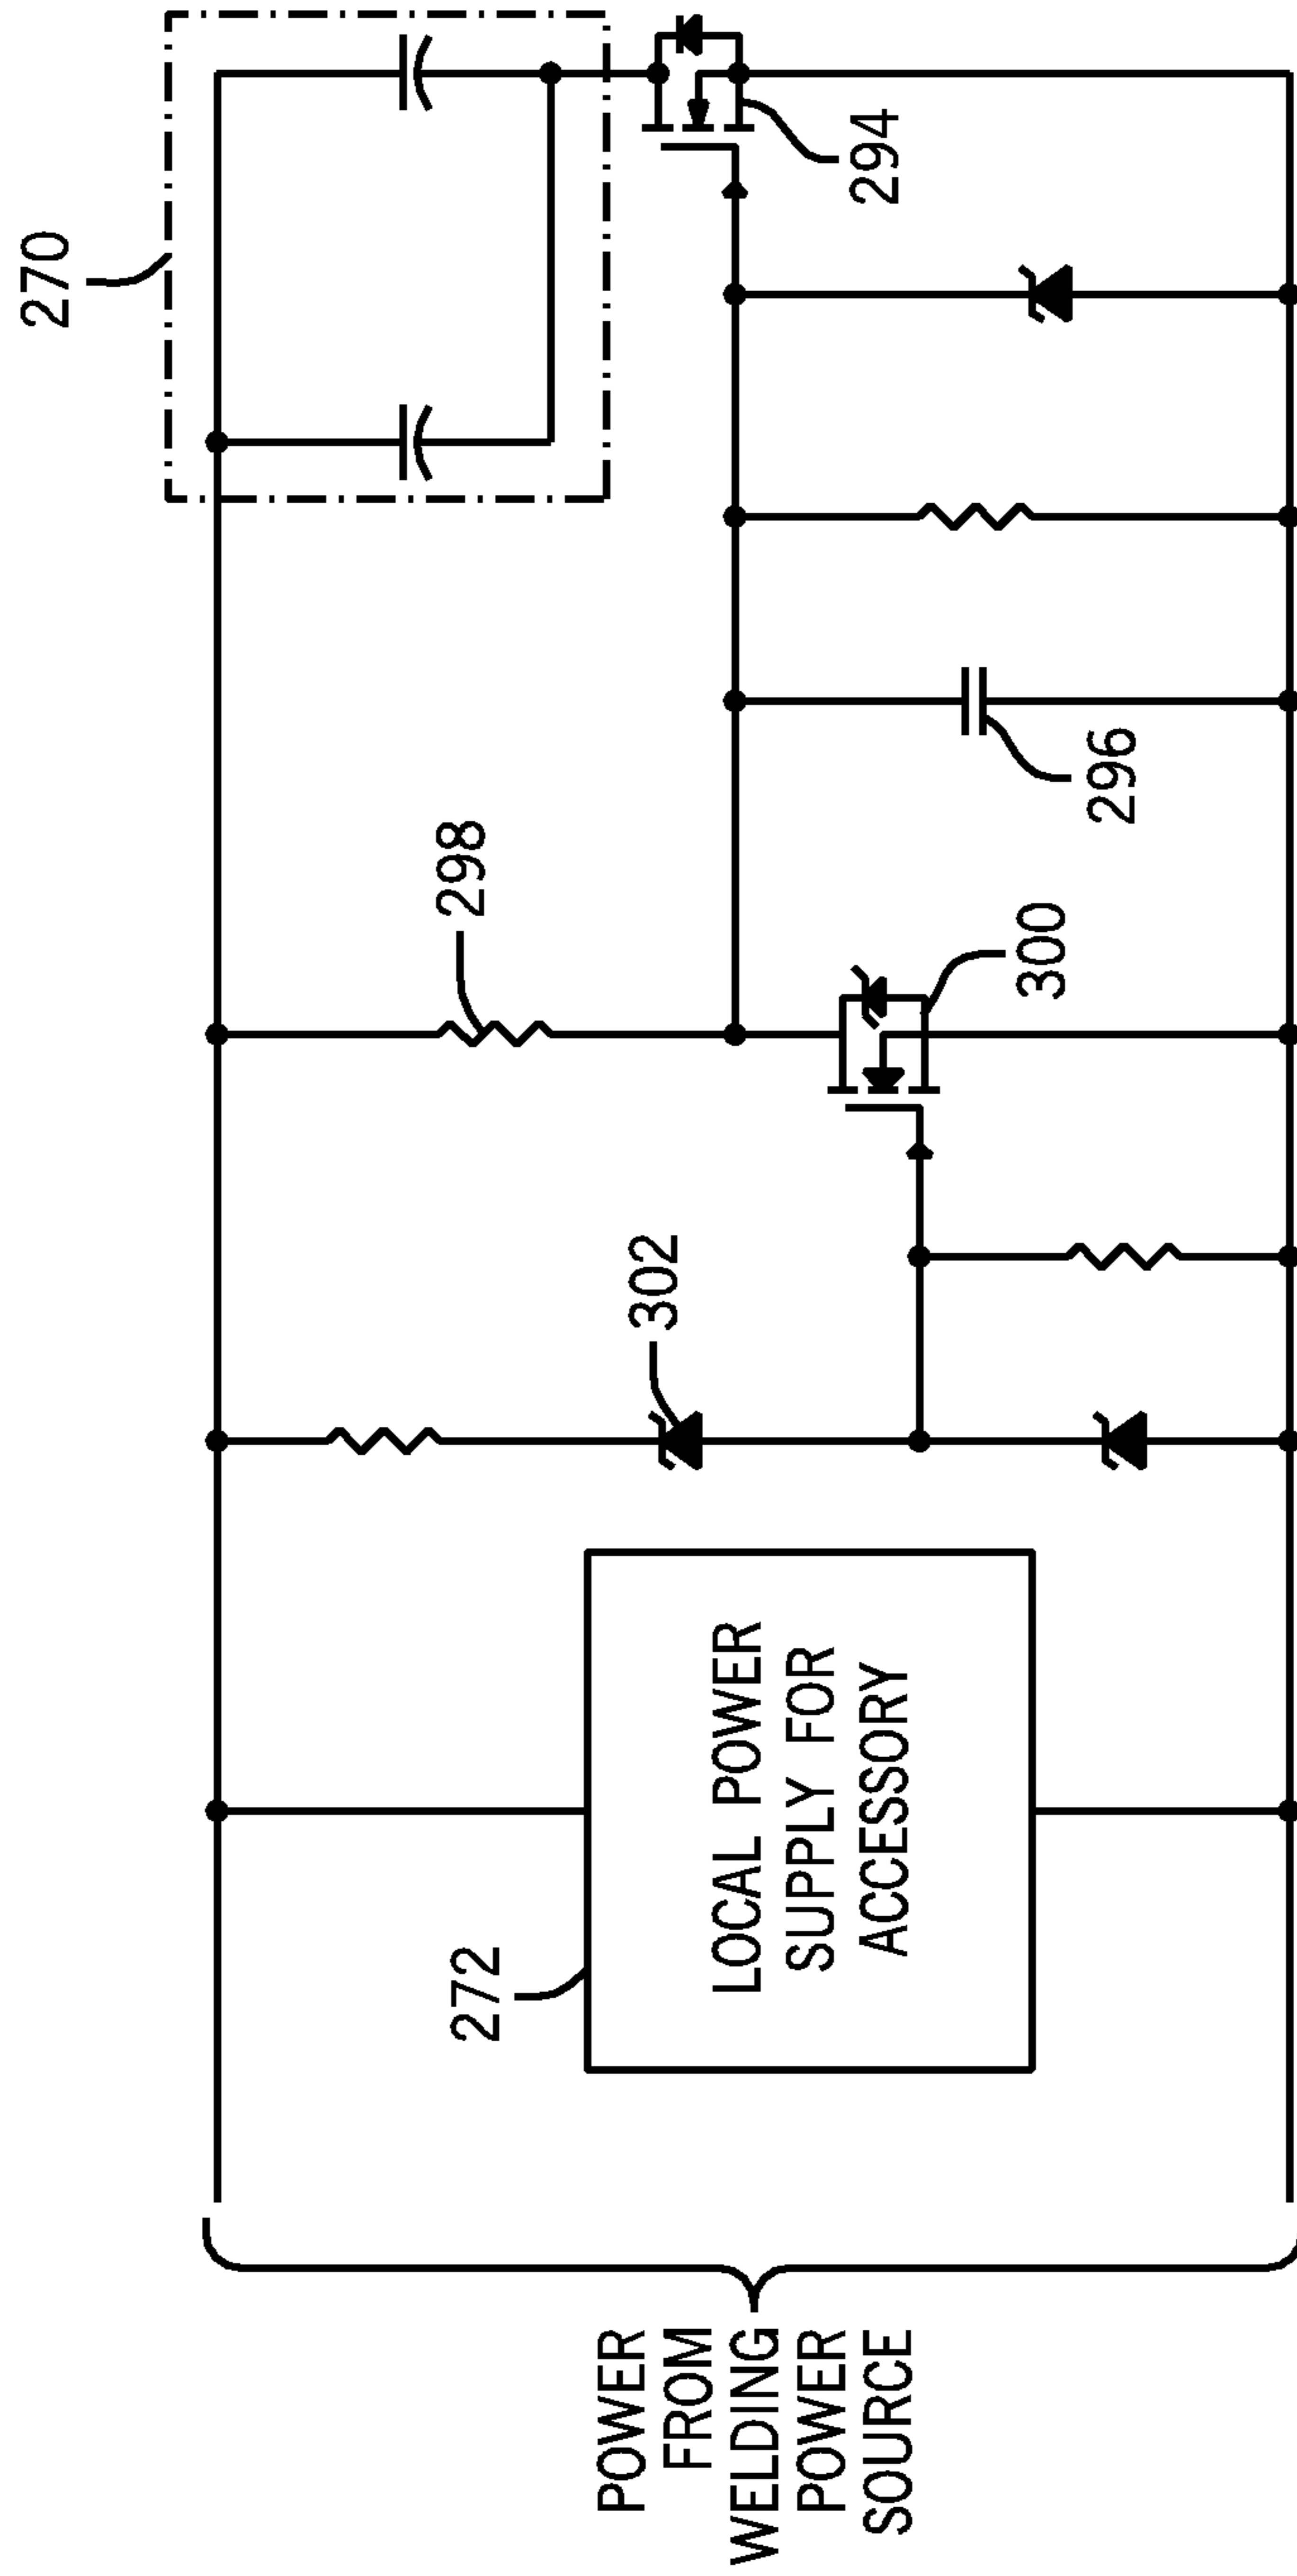 270
294
298
296
300
302
272
LOCAL POWER
SUPPLY FOR
ACCESSORY
POWER
FROM
WELDING
POWER
SOURCE